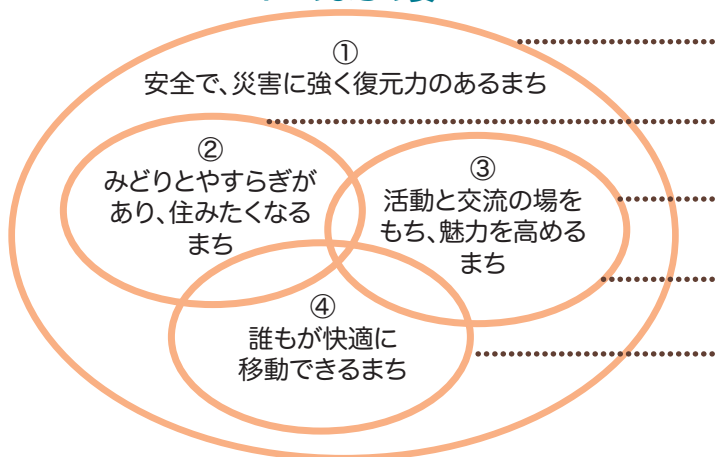 ①
安全で、災害に強く復元力のあるまち
②
みどりとやすらぎが
あり、住みたくなる
まち
③
活動と交流の場を
もち、魅力を高める
まち
④
誰もが快適に
移動できるまち